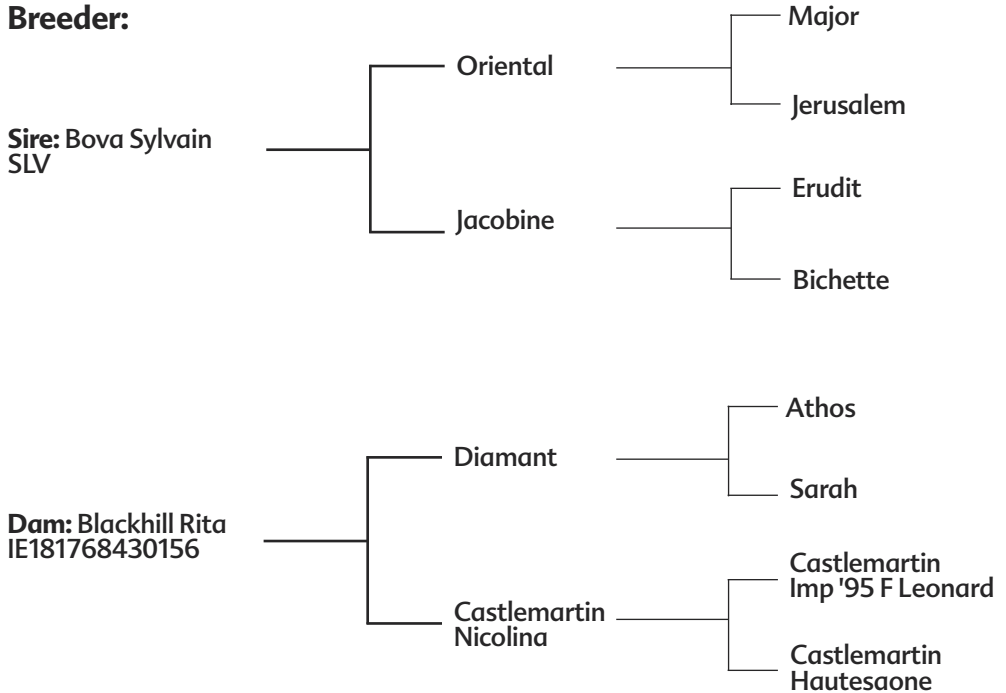 Breeder:
Major
Oriental
Jerusalem
Sire: Bova Sylvain
SLV
Erudit
Jacobine
Bichette
Athos
Diamant
Sarah
Dam: Blackhill Rita
IE181768430156
Castlemartin
Imp '95 F Leonard
Castlemartin
Nicolina
Castlemartin
Hautesaone